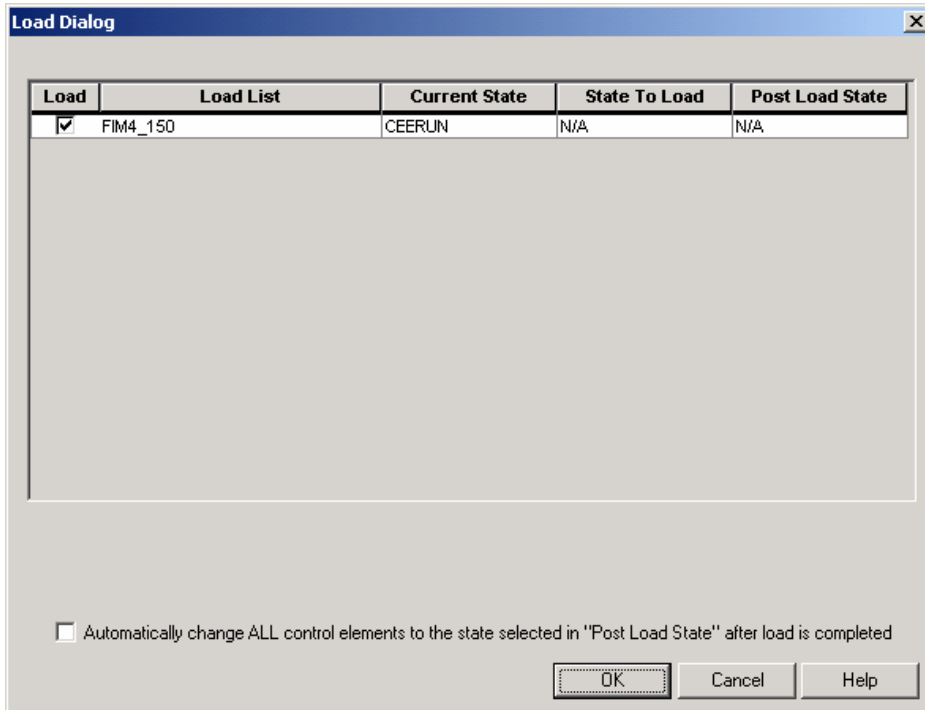 Load Dialog
Load Load List Current State State To Load Post Load State
FIM4_150 CEERUN N/A N/A
Automatically change ALL control elements to the state selected in "Post Load State" after load is completed
OK Cancel Help